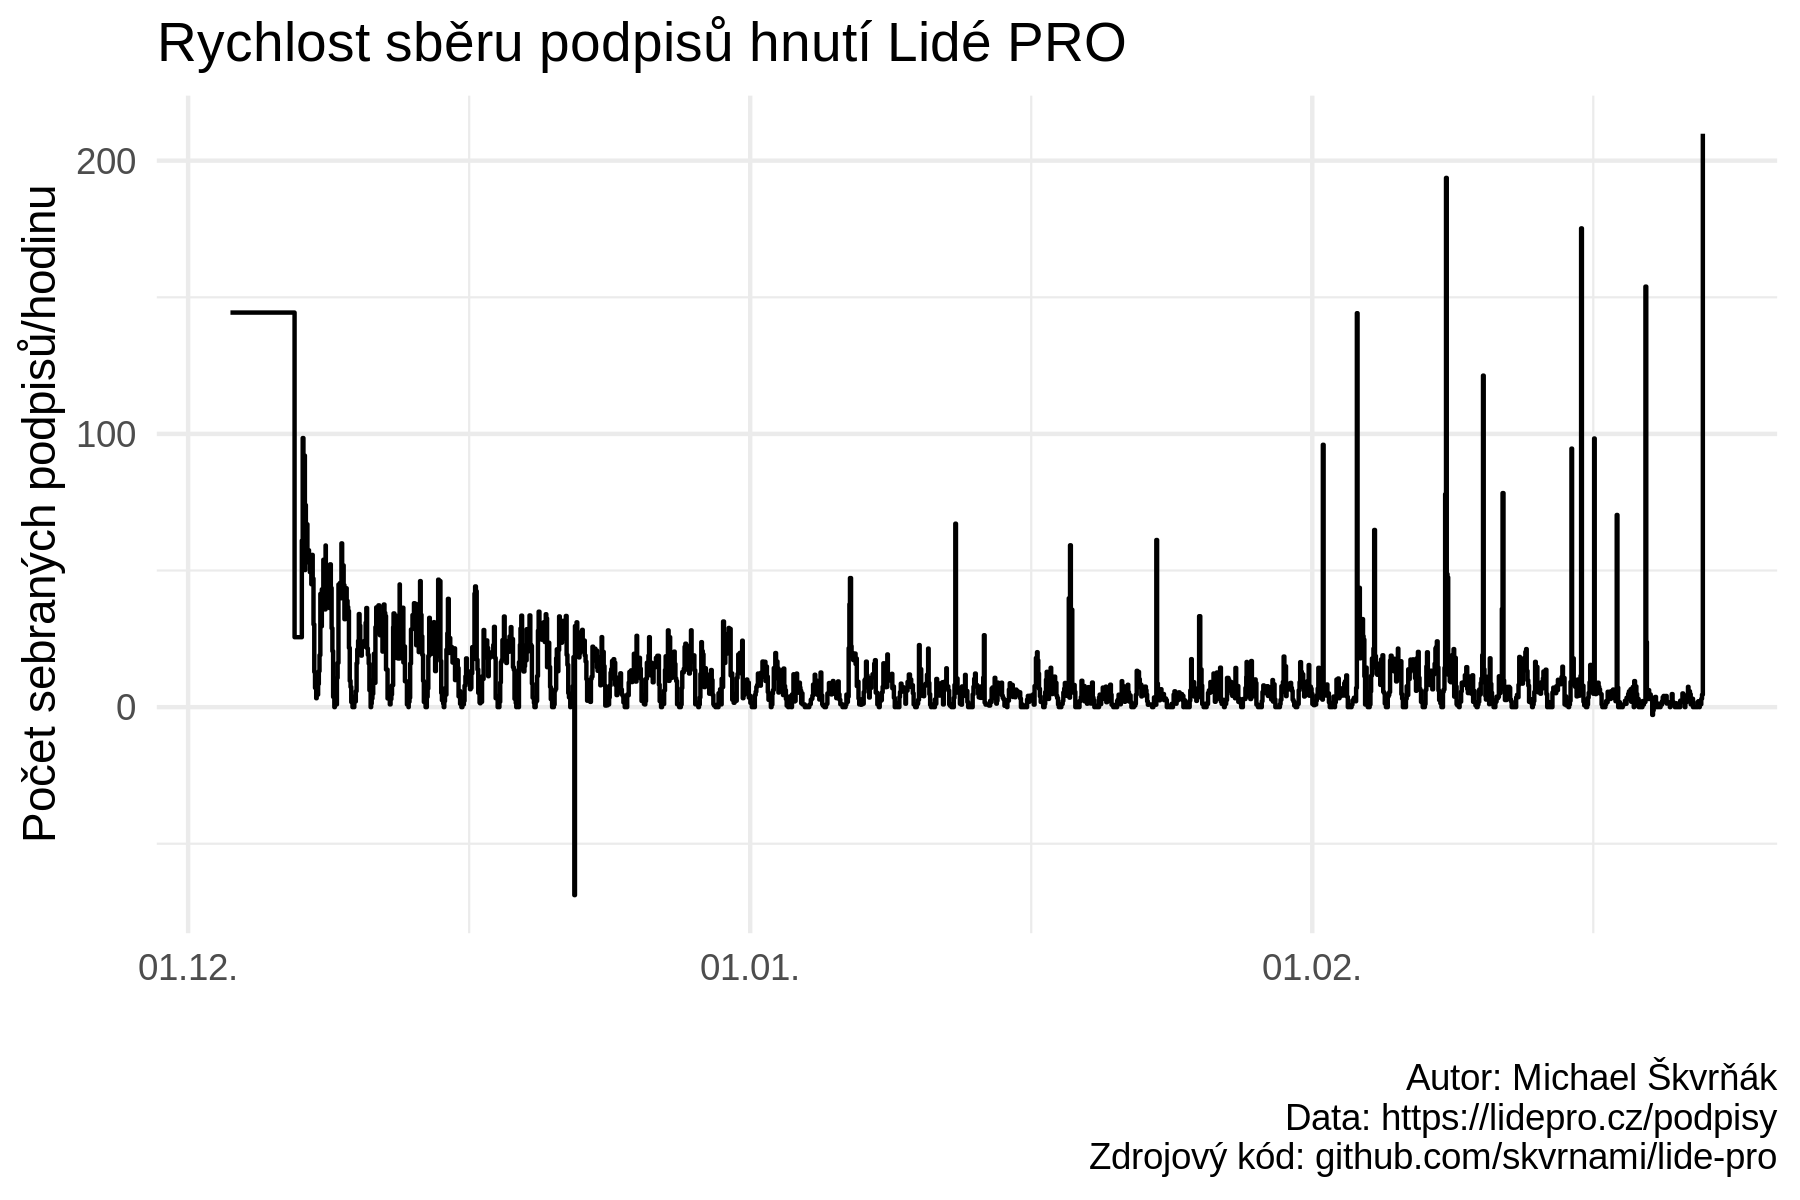 Rychlost sběru podpisů hnutí Lidé PRO
Počet sebraných podpisů/hodinu
200
100
0
01.12.
01.01.
01.02.
Autor: Michael Škvrňák
Data: https://lidepro.cz/podpisy
Zdrojový kód: github.com/skvrnami/lide-pro